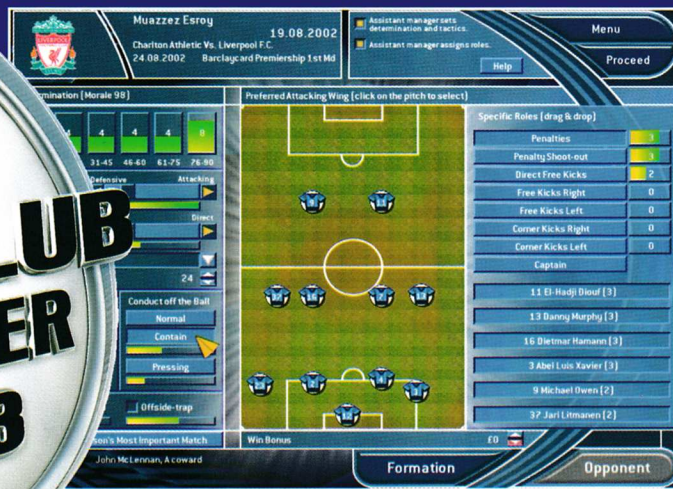 LIVERPOOL
Muazzez Esroy
19.08.2002
Charlton Athletic Vs. Liverpool F.C.
24.08.2002 Barclaycard Premiership 1st Md
Assistant manager sets
determination and tactics.
Assistant manager assigns roles.
Help
Menu
Proceed
mination (Morale 98)
4 4 4 8
31-45 46-60 61-75 76-90
Defensive Attacking
Direct
24
Conduct off the Ball
Normal
Contain
Pressing
Offside-trap
son's Most Important Match
John McLennan, A coward
LUB
ER
3
Preferred Attacking Wing (click on the pitch to select)
Win Bonus £0
Specific Roles (drag & drop)
Penalties 3
Penalty Shoot-out 3
Direct Free Kicks 2
Free Kicks Right 0
Free Kicks Left 0
Corner Kicks Right 0
Corner Kicks Left 0
Captain
11 El-Hadji Diouf (3)
13 Danny Murphy (3)
16 Dietmar Hamann (3)
3 Abel Luis Xavier (3)
9 Michael Owen (2)
37 Jari Litmanen (2)
Formation
Opponent